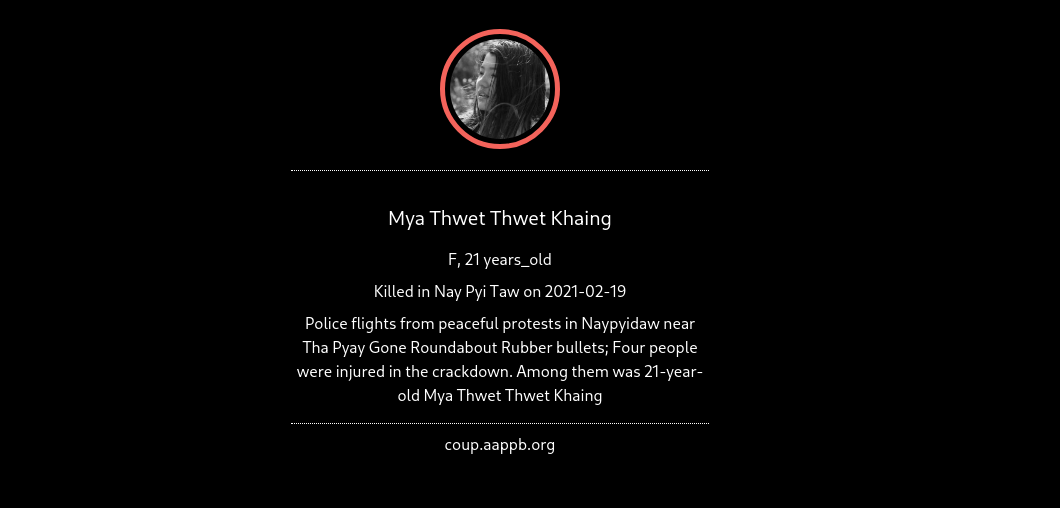 Mya Thwet Thwet Khaing
F, 21 years_old
Killed in Nay Pyi Taw on 2021-02-19
Police flights from peaceful protests in Naypyidaw near
Tha Pyay Gone Roundabout Rubber bullets; Four people
were injured in the crackdown. Among them was 21-year-
old Mya Thwet Thwet Khaing
coup.aappb.org